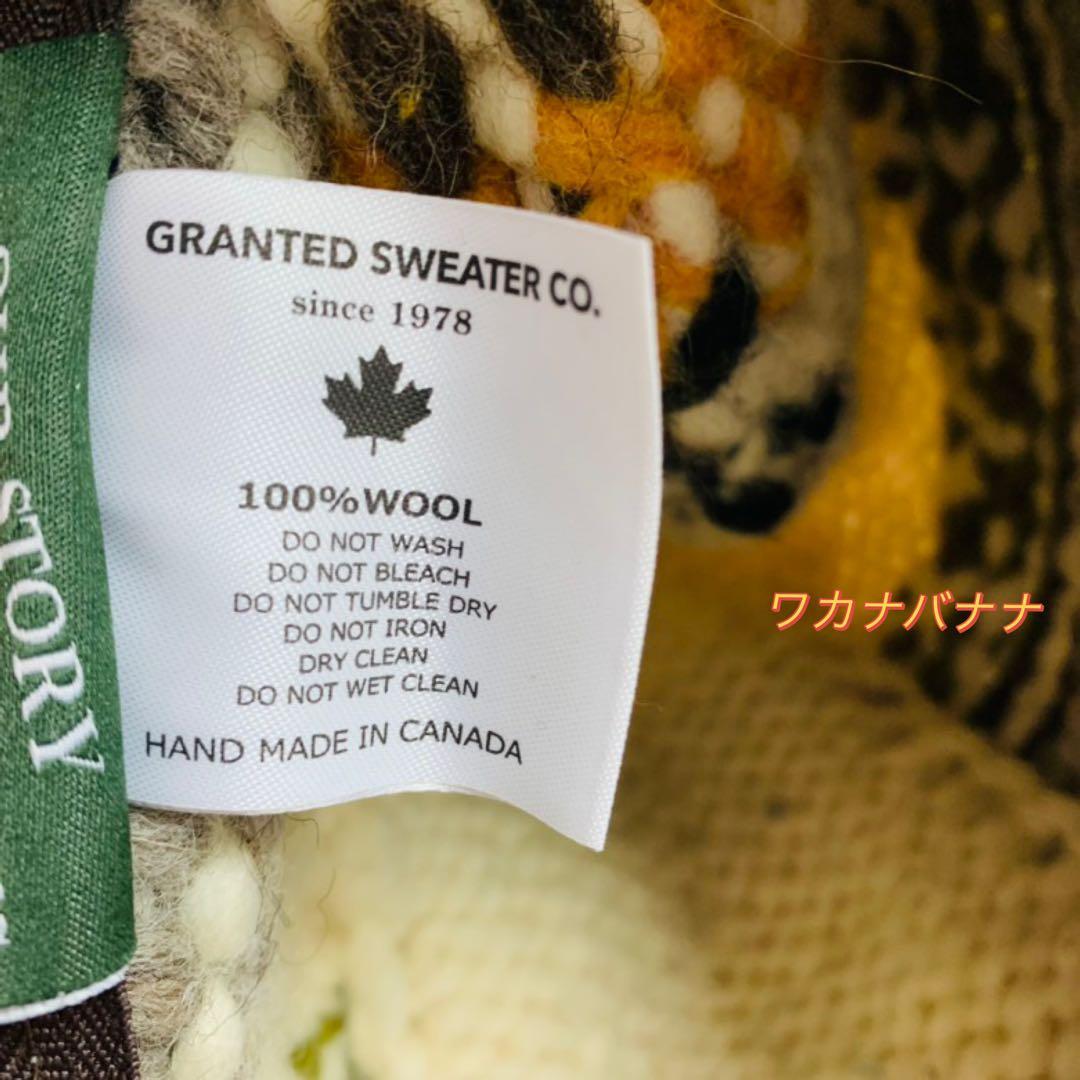 GRANTED SWEATER CO.
since 1978
100%WOOL
DO NOT WASH
DO NOT BLEACH
DO NOT TUMBLE DRY
DO NOT IRON
DRY CLEAN
DO NOT WET CLEAN
HAND MADE IN CANADA
STORY
ワカナバナナ